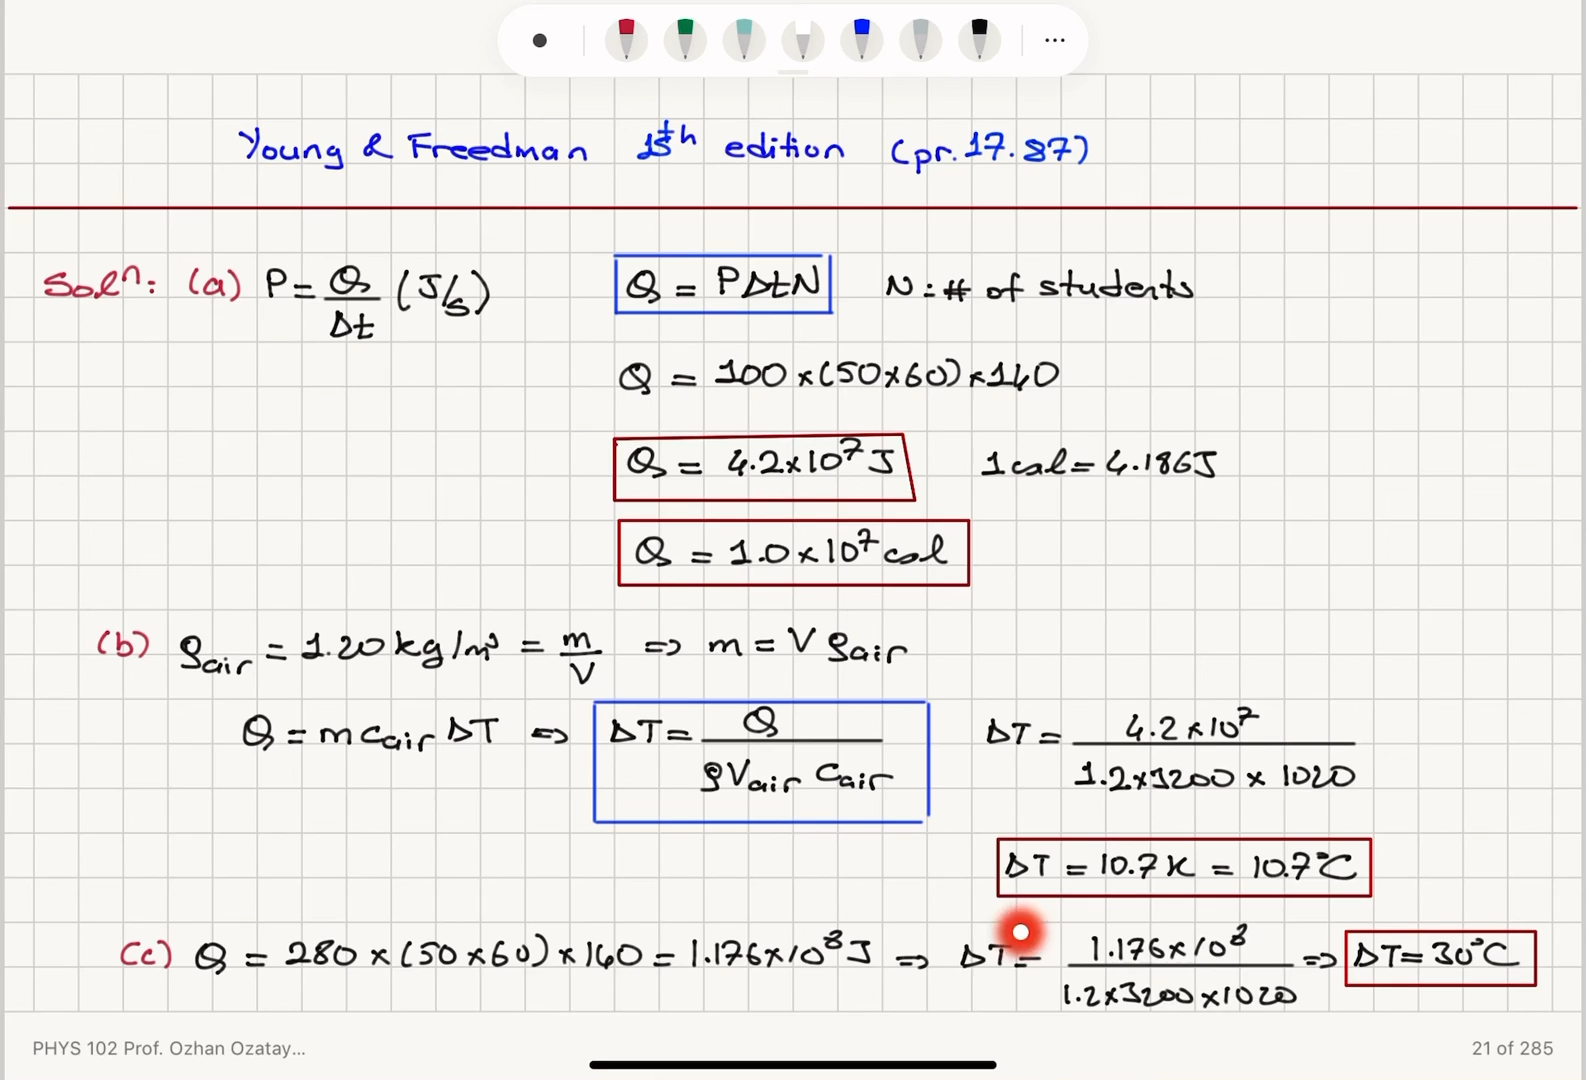 Young & Freedman 15th edition (pr. 17.87)
Solⁿ: (a) P = Q/Δt (J/s)   Q = PΔtN   N: # of students
Q = 100 × (50×60) × 140
Q = 4.2×10⁷ J   1cal = 4.186J
Q = 1.0×10⁷ cal
(b) ρair = 1.20 kg/m³ = m/V ⇒ m = V ρair
Q = m cair ΔT ⇒ ΔT = Q/(ρVair cair)   ΔT = 4.2×10⁷/(1.2×3200 × 1020)
ΔT = 10.7 K = 10.7°C
(c) Q = 280 × (50×60) × 140 = 1.176×10⁸ J ⇒ ΔT = 1.176×10⁸/(1.2×3200×1020) ⇒ ΔT = 30°C
PHYS 102 Prof. Ozhan Ozatay...   21 of 285